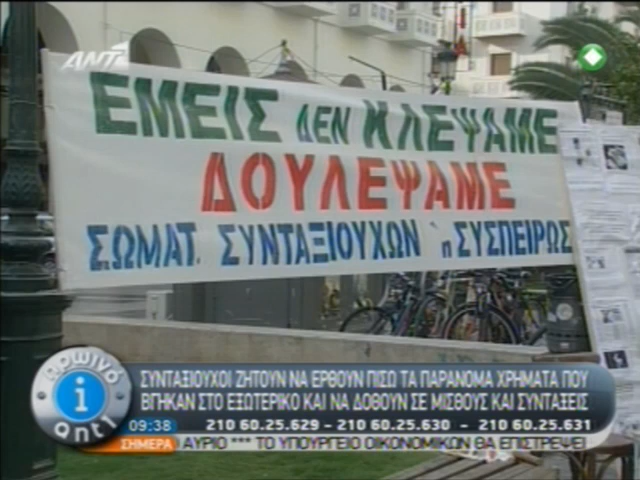 ΑΝΤ1
ΕΜΕΙΣ ΔΕΝ ΚΛΕΨΑΜΕ
ΔΟΥΛΕΨΑΜΕ
ΣΩΜΑΤ. ΣΥΝΤΑΞΙΟΥΧΩΝ "η ΣΥΣΠΕΙΡΩΣ
πρωινό
i
anti
ΣΥΝΤΑΞΙΟΥΧΟΙ ΖΗΤΟΥΝ ΝΑ ΕΡΘΟΥΝ ΠΙΣΩ ΤΑ ΠΑΡΑΝΟΜΑ ΧΡΗΜΑΤΑ ΠΟΥ
ΒΓΗΚΑΝ ΣΤΟ ΕΞΩΤΕΡΙΚΟ ΚΑΙ ΝΑ ΔΟΘΟΥΝ ΣΕ ΜΙΣΘΟΥΣ ΚΑΙ ΣΥΝΤΑΞΕΙΣ
09:38 210 60.25.629 - 210 60.25.630 - 210 60.25.631
ΣΗΜΕΡΑ ΑΥΡΙΟ *** ΤΟ ΥΠΟΥΡΓΕΙΟ ΟΙΚΟΝΟΜΙΚΩΝ ΘΑ ΕΠΙΣΤΡΕΨΕΙ